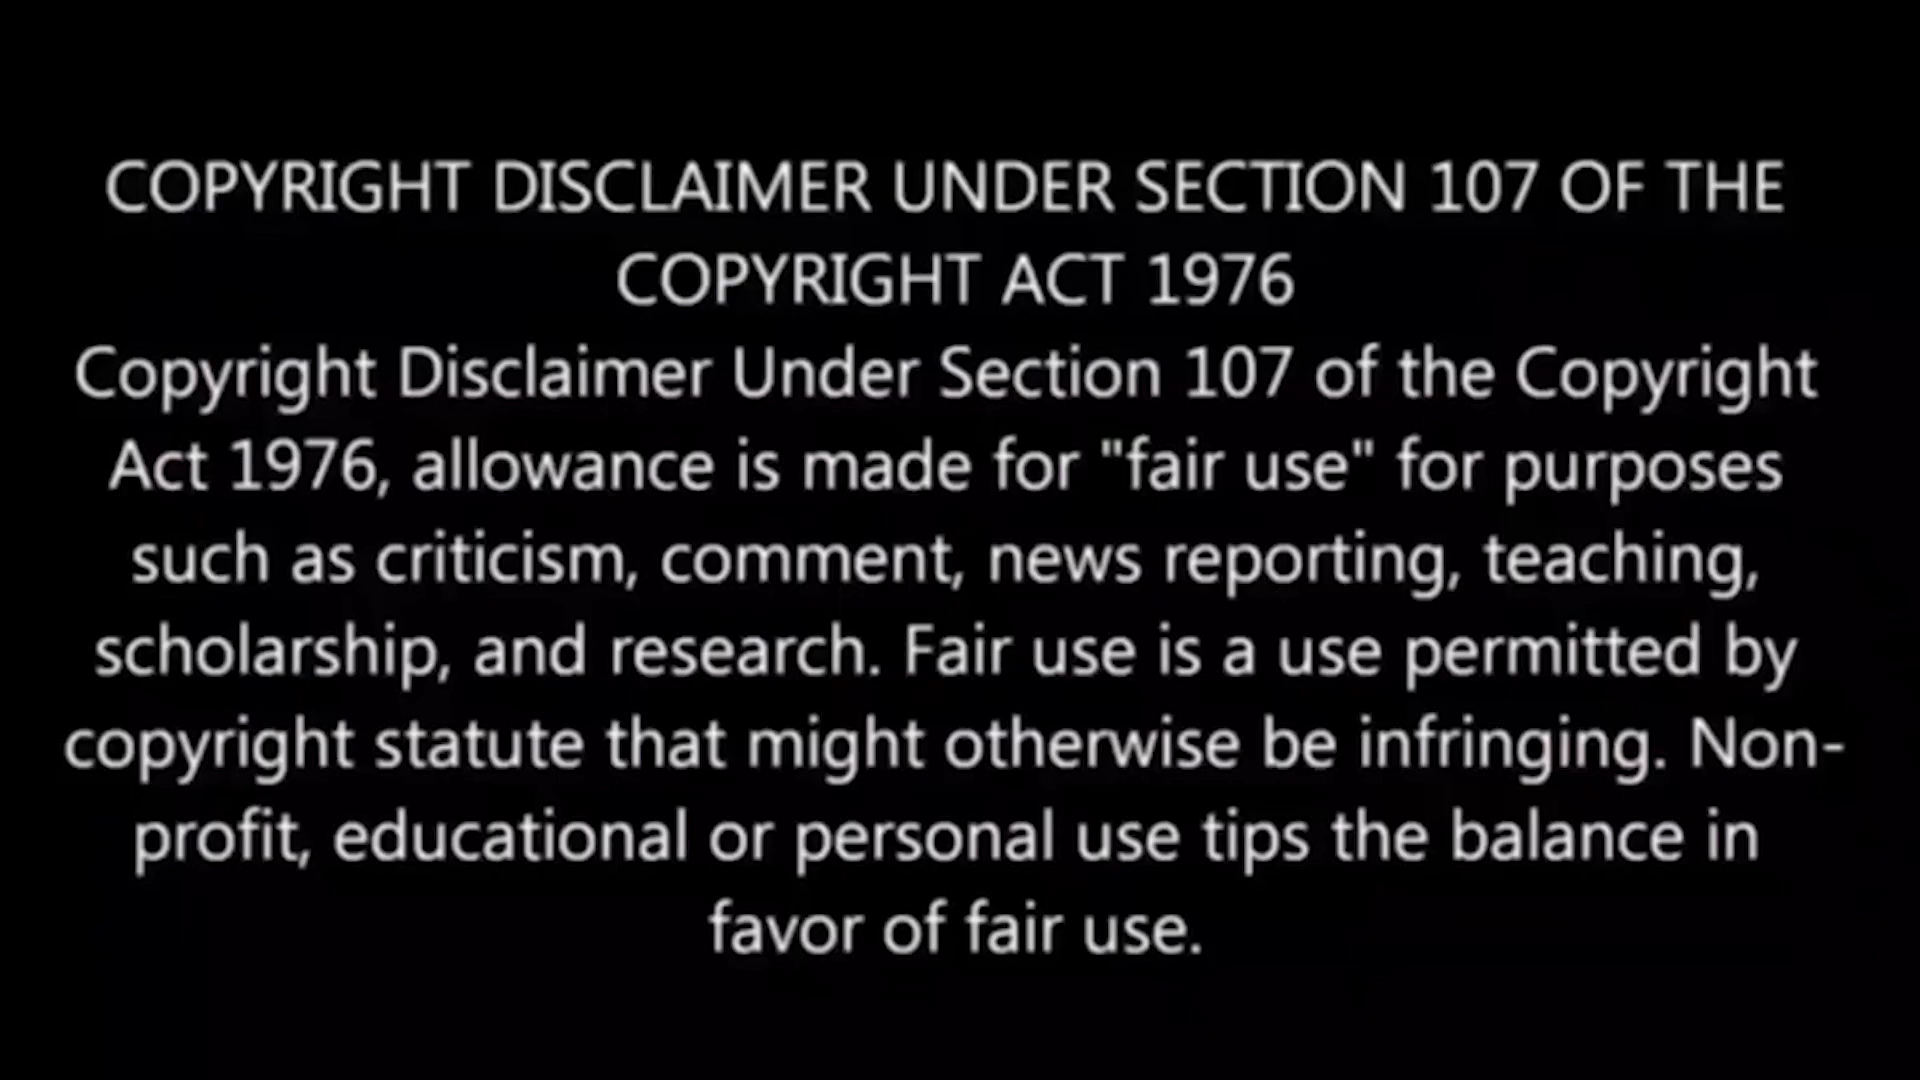 COPYRIGHT DISCLAIMER UNDER SECTION 107 OF THE
COPYRIGHT ACT 1976
Copyright Disclaimer Under Section 107 of the Copyright
Act 1976, allowance is made for "fair use" for purposes
such as criticism, comment, news reporting, teaching,
scholarship, and research. Fair use is a use permitted by
copyright statute that might otherwise be infringing. Non-
profit, educational or personal use tips the balance in
favor of fair use.